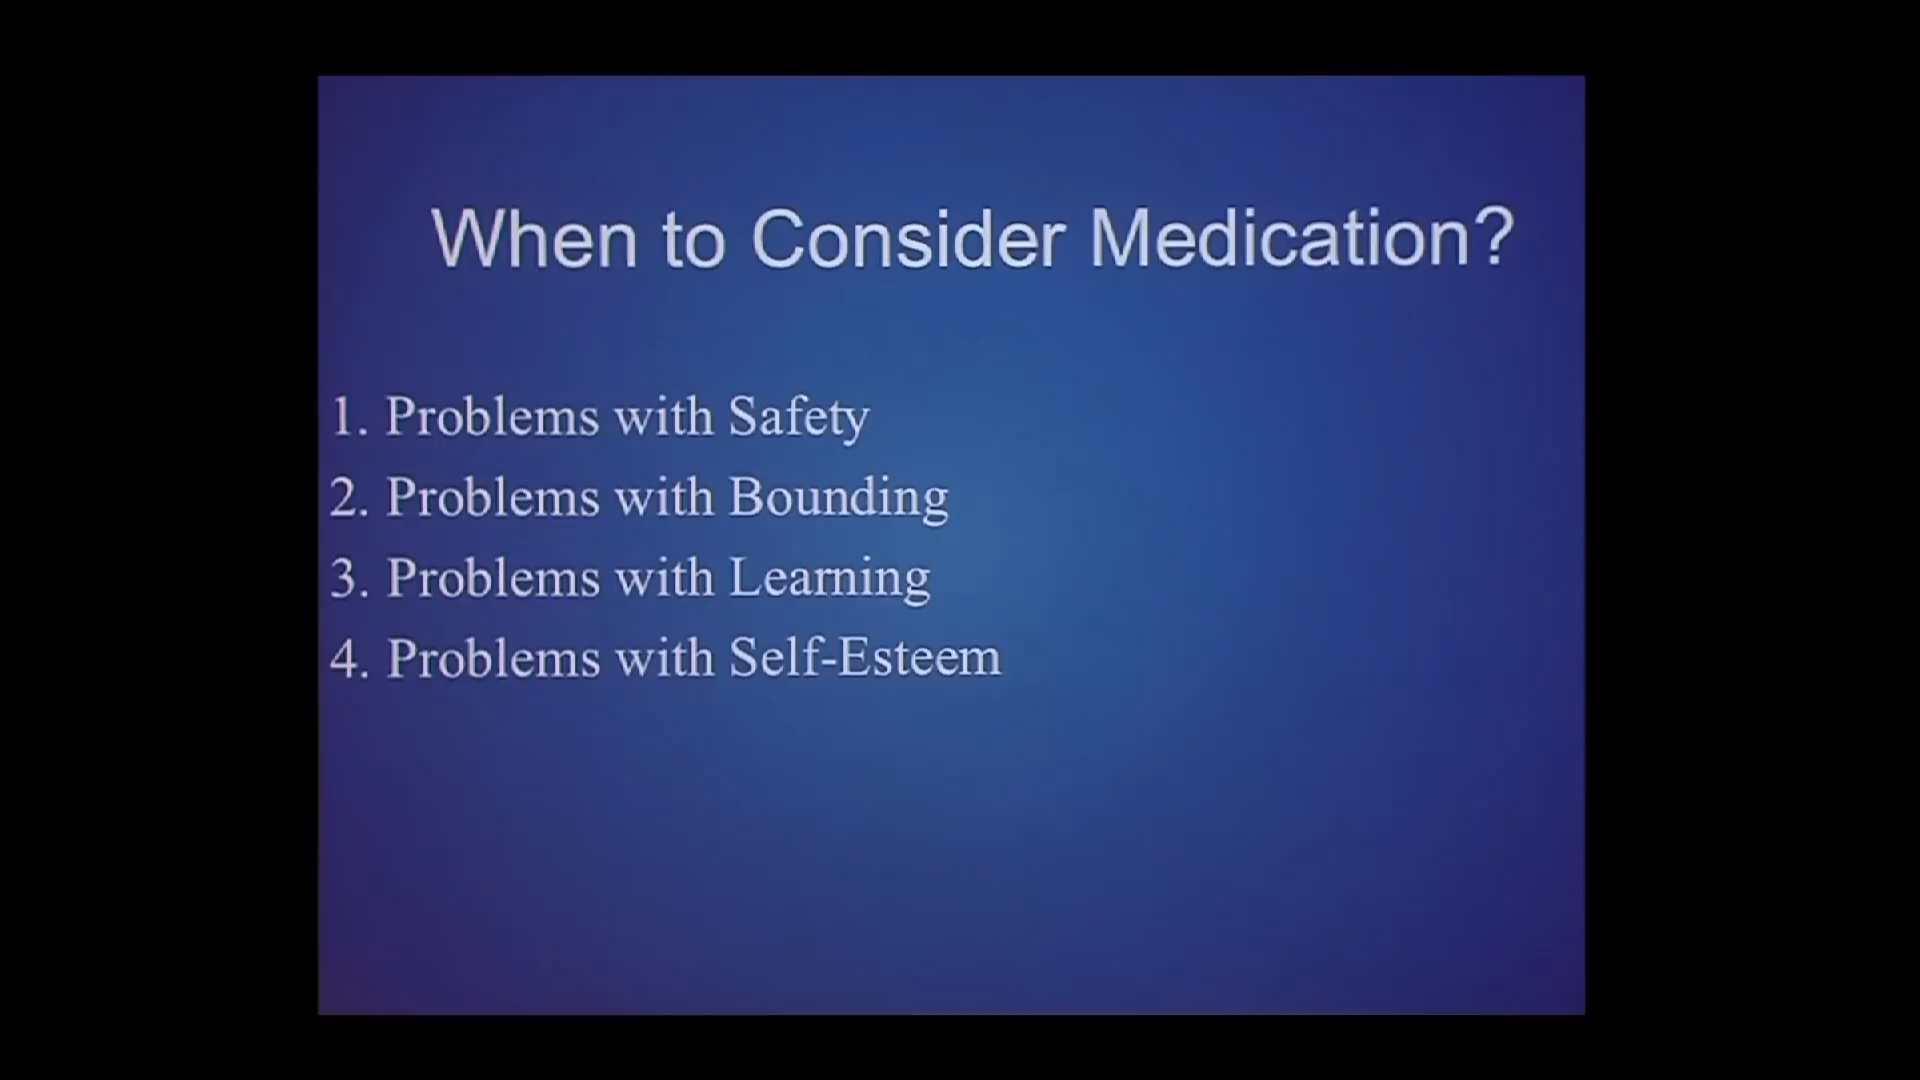 When to Consider Medication?
1. Problems with Safety
2. Problems with Bounding
3. Problems with Learning
4. Problems with Self-Esteem